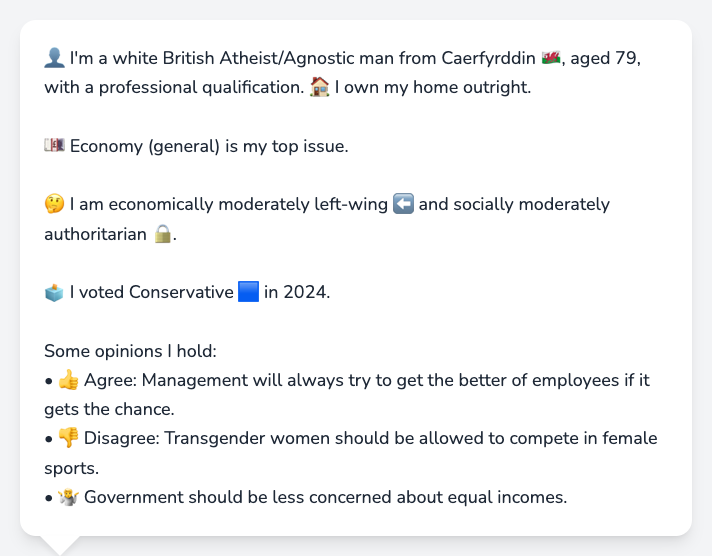 👤 I'm a white British Atheist/Agnostic man from Caerfyrddin 🏴󠁧󠁢󠁷󠁬󠁳󠁿, aged 79,
with a professional qualification. 🏠 I own my home outright.
💷 Economy (general) is my top issue.
🤔 I am economically moderately left-wing ⬅️ and socially moderately
authoritarian 🔒.
🗳️ I voted Conservative 🟦 in 2024.
Some opinions I hold:
• 👍 Agree: Management will always try to get the better of employees if it
gets the chance.
• 👎 Disagree: Transgender women should be allowed to compete in female
sports.
• 🤷 Government should be less concerned about equal incomes.